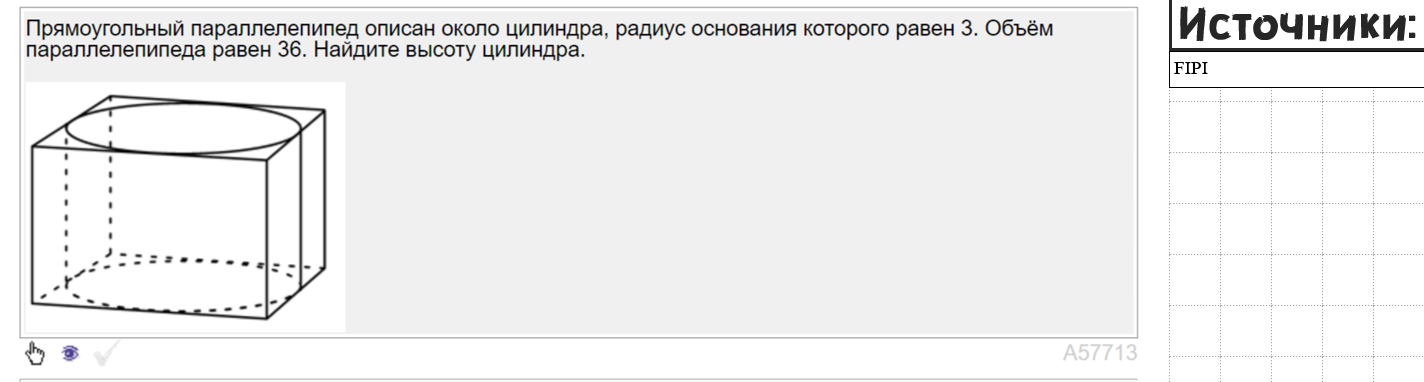 Прямоугольный параллелепипед описан около цилиндра, радиус основания которого равен 3. Объём
параллелепипеда равен 36. Найдите высоту цилиндра.
A57713
Источники:
FIPI